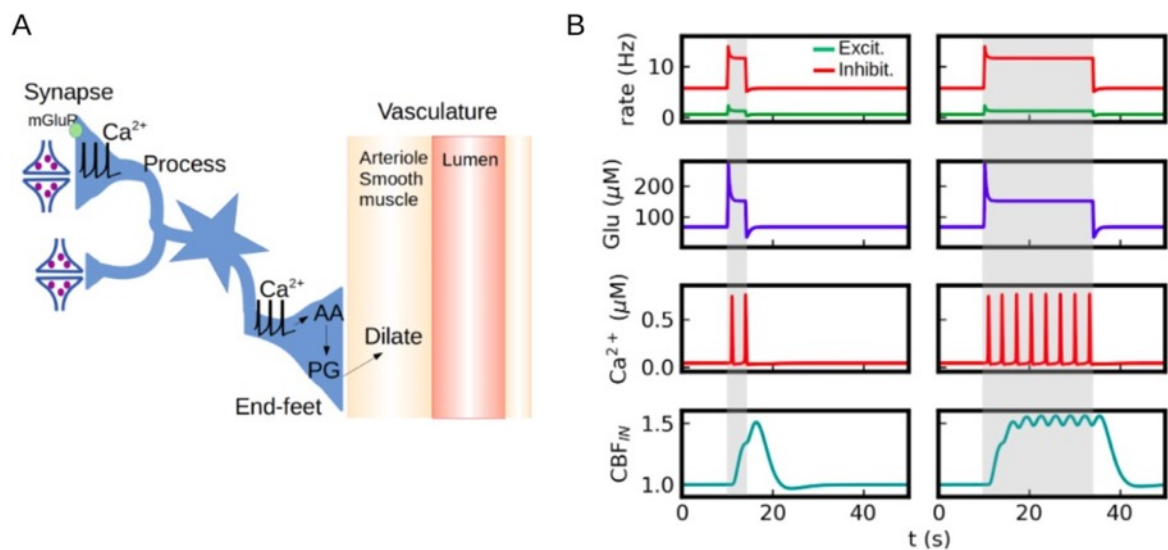 A
Synapse
mGluR
Ca²⁺
Process
Vasculature
Arteriole
Smooth
muscle
Lumen
Ca²⁺
AA
PG
Dilate
End-feet
B
Excit.
Inhibit.
rate (Hz)
10
0
Glu (μM)
200
100
Ca²⁺ (μM)
0.5
0.0
CBF_IN
1.5
1.0
0 20 40
0 20 40
t (s)